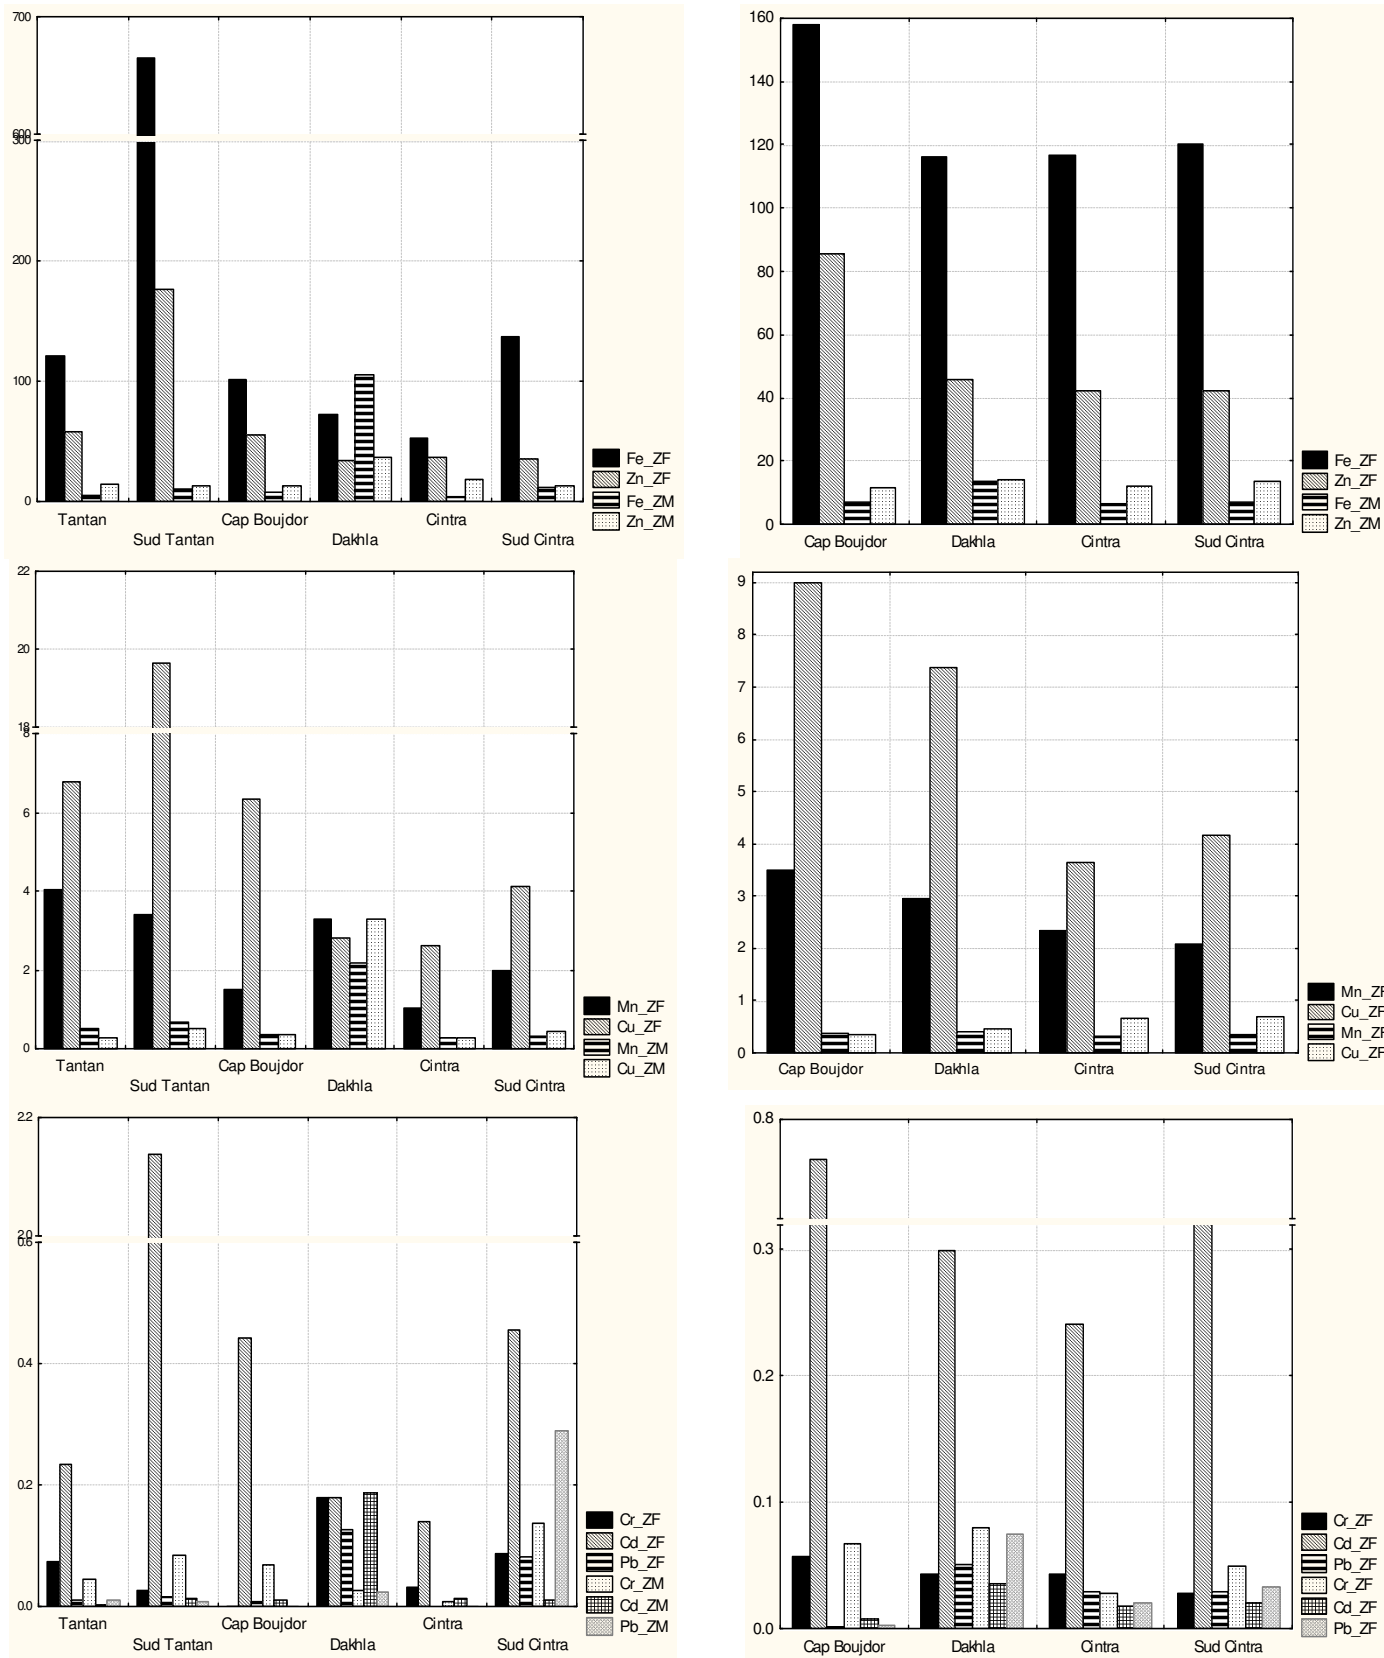 700
600
300
200
100
0
Tantan
Sud Tantan
Cap Boujdor
Dakhla
Cintra
Sud Cintra
Fe_ZF
Zn_ZF
Fe_ZM
Zn_ZM
160
140
120
100
80
60
40
20
0
Cap Boujdor
Dakhla
Cintra
Sud Cintra
Fe_ZF
Zn_ZF
Fe_ZM
Zn_ZM
22
20
18
8
6
4
2
0
Tantan
Sud Tantan
Cap Boujdor
Dakhla
Cintra
Sud Cintra
Mn_ZF
Cu_ZF
Mn_ZM
Cu_ZM
9
8
7
6
5
4
3
2
1
0
Cap Boujdor
Dakhla
Cintra
Sud Cintra
Mn_ZF
Cu_ZF
Mn_ZF
Cu_ZF
2.2
2.0
0.6
0.4
0.2
0.0
Tantan
Sud Tantan
Cap Boujdor
Dakhla
Cintra
Sud Cintra
Cr_ZF
Cd_ZF
Pb_ZF
Cr_ZM
Cd_ZM
Pb_ZM
0.8
0.3
0.2
0.1
0.0
Cap Boujdor
Dakhla
Cintra
Sud Cintra
Cr_ZF
Cd_ZF
Pb_ZF
Cr_ZF
Cd_ZF
Pb_ZF